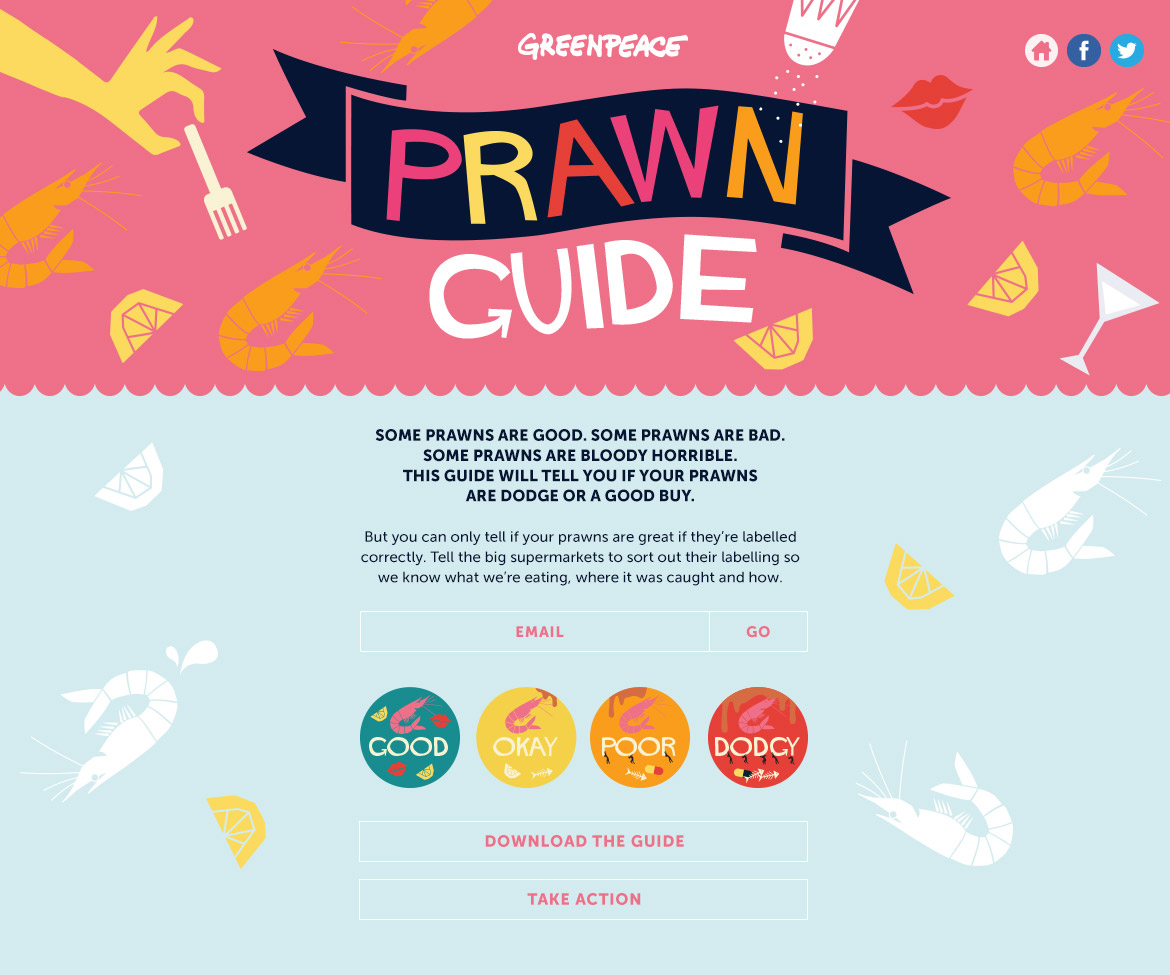 GREENPEACE
PRAWN
GUIDE
SOME PRAWNS ARE GOOD. SOME PRAWNS ARE BAD.
SOME PRAWNS ARE BLOODY HORRIBLE.
THIS GUIDE WILL TELL YOU IF YOUR PRAWNS
ARE DODGE OR A GOOD BUY.
But you can only tell if your prawns are great if they’re labelled
correctly. Tell the big supermarkets to sort out their labelling so
we know what we’re eating, where it was caught and how.
EMAIL GO
GOOD OKAY POOR DODGY
DOWNLOAD THE GUIDE
TAKE ACTION